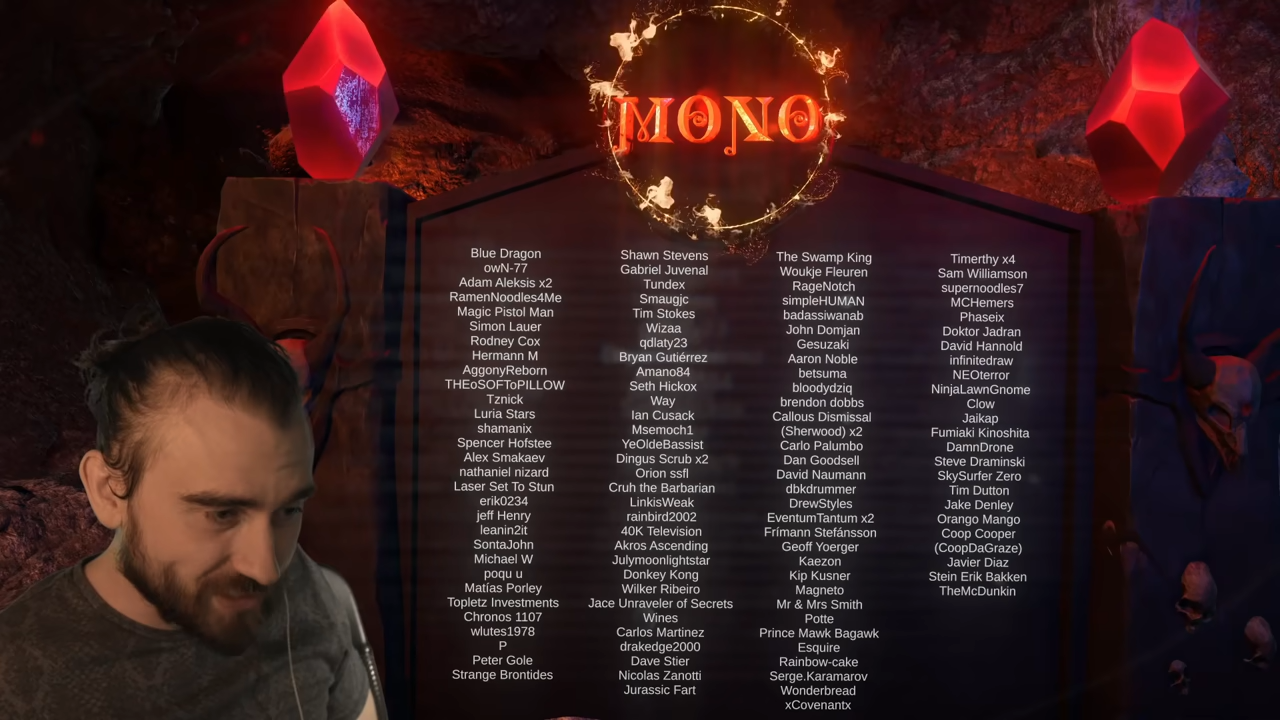 MONO
Blue Dragon
owN-77
Adam Aleksis x2
RamenNoodles4Me
Magic Pistol Man
Simon Lauer
Rodney Cox
Hermann M
AggonyReborn
THEoSOFToPILLOW
Tznick
Luria Stars
shamanix
Spencer Hofstee
Alex Smakaev
nathaniel nizard
Laser Set To Stun
erik0234
jeff Henry
leanin2it
SontaJohn
Michael W
poqu u
Matías Porley
Topletz Investments
Chronos 1107
wlutes1978
P
Peter Gole
Strange Brontides
Shawn Stevens
Gabriel Juvenal
Tundex
Smaugjc
Tim Stokes
Wizaa
qdlaty23
Bryan Gutiérrez
Amano84
Seth Hickox
Way
Ian Cusack
Msemoch1
YeOldeBassist
Dingus Scrub x2
Orion ssfl
Cruh the Barbarian
LinkisWeak
rainbird2002
40K Television
Akros Ascending
Julymoonlightstar
Donkey Kong
Wilker Ribeiro
Jace Unraveler of Secrets
Wines
Carlos Martinez
drakedge2000
Dave Stier
Nicolas Zanotti
Jurassic Fart
The Swamp King
Woukje Fleuren
RageNotch
simpleHUMAN
badassiwanab
John Domjan
Gesuzaki
Aaron Noble
betsuma
bloodydziq
brendon dobbs
Callous Dismissal
(Sherwood) x2
Carlo Palumbo
Dan Goodsell
David Naumann
dbkdrummer
DrewStyles
EventumTantum x2
Frímann Stefánsson
Geoff Yoerger
Kaezon
Kip Kusner
Magneto
Mr & Mrs Smith
Potte
Prince Mawk Bagawk
Esquire
Rainbow-cake
Serge.Karamarov
Wonderbread
xCovenantx
Timerthy x4
Sam Williamson
supernoodles7
MCHemers
Phaseix
Doktor Jadran
David Hannold
infinitedraw
NEOterror
NinjaLawnGnome
Clow
Jaikap
Fumiaki Kinoshita
DamnDrone
Steve Draminski
SkySurfer Zero
Tim Dutton
Jake Denley
Orango Mango
Coop Cooper
(CoopDaGraze)
Javier Diaz
Stein Erik Bakken
TheMcDunkin